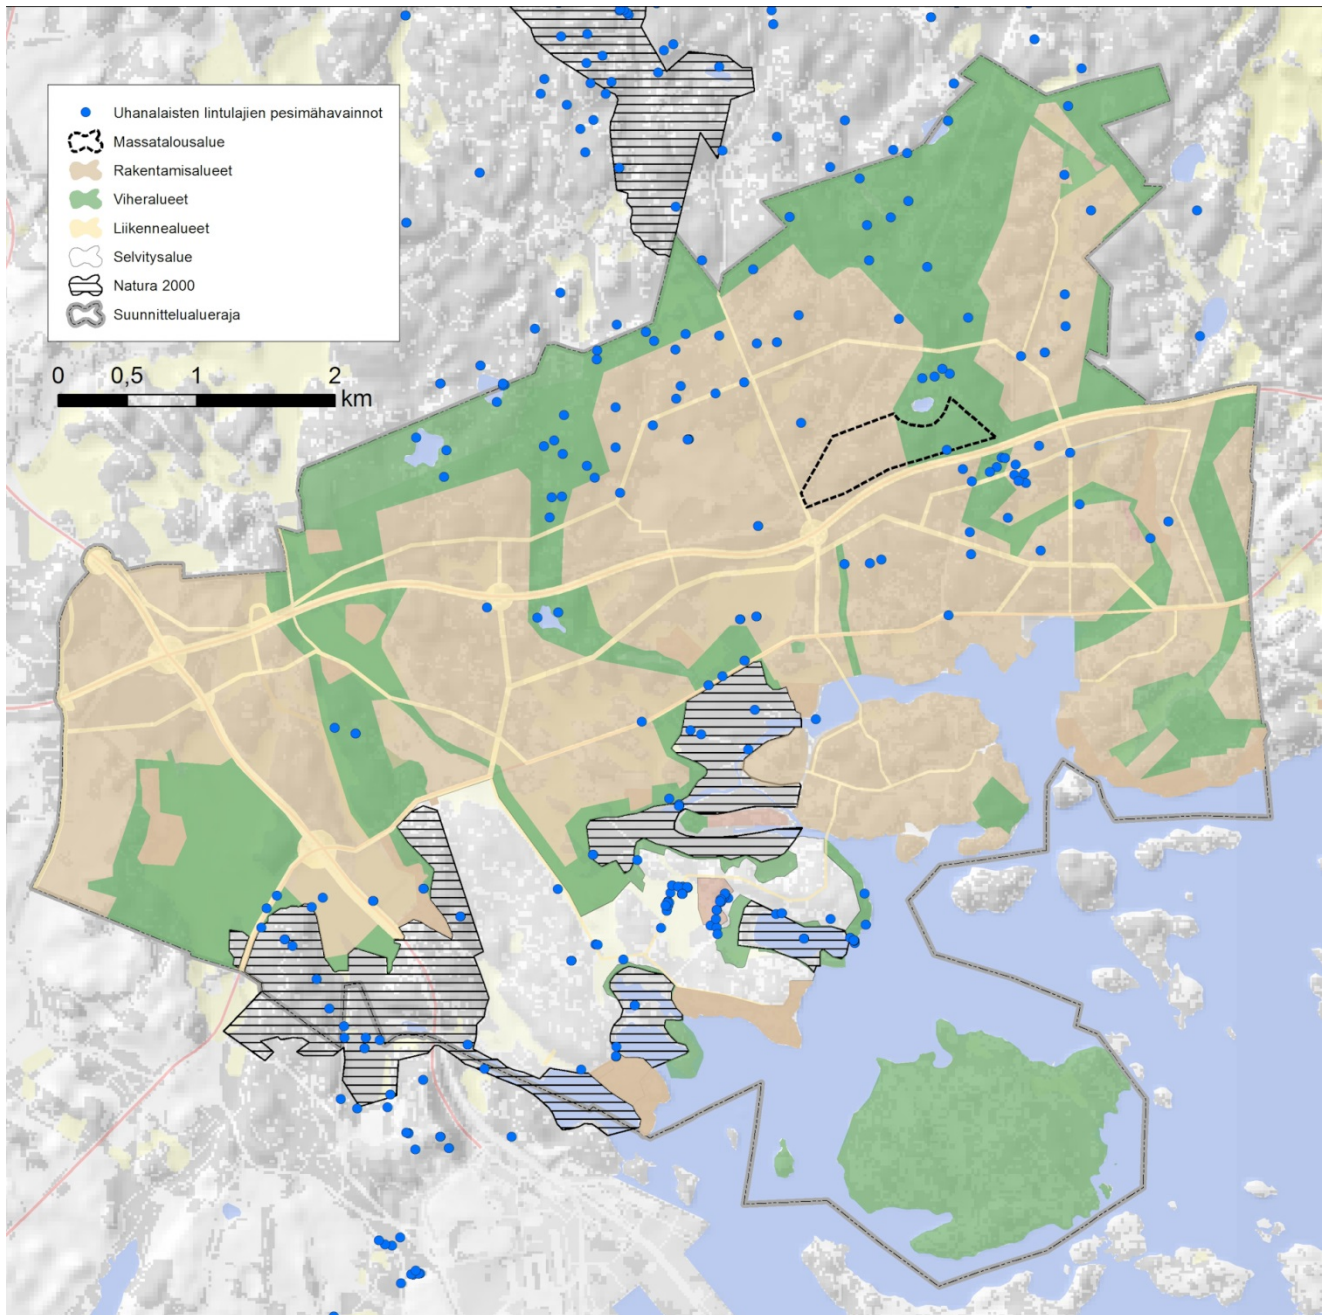 Uhanalaisten lintulajien pesimähavainnot
Massatalousalue
Rakentamisalueet
Viheralueet
Liikennealueet
Selvitysalue
Natura 2000
Suunnittelualueraja
0 0,5 1 2
km